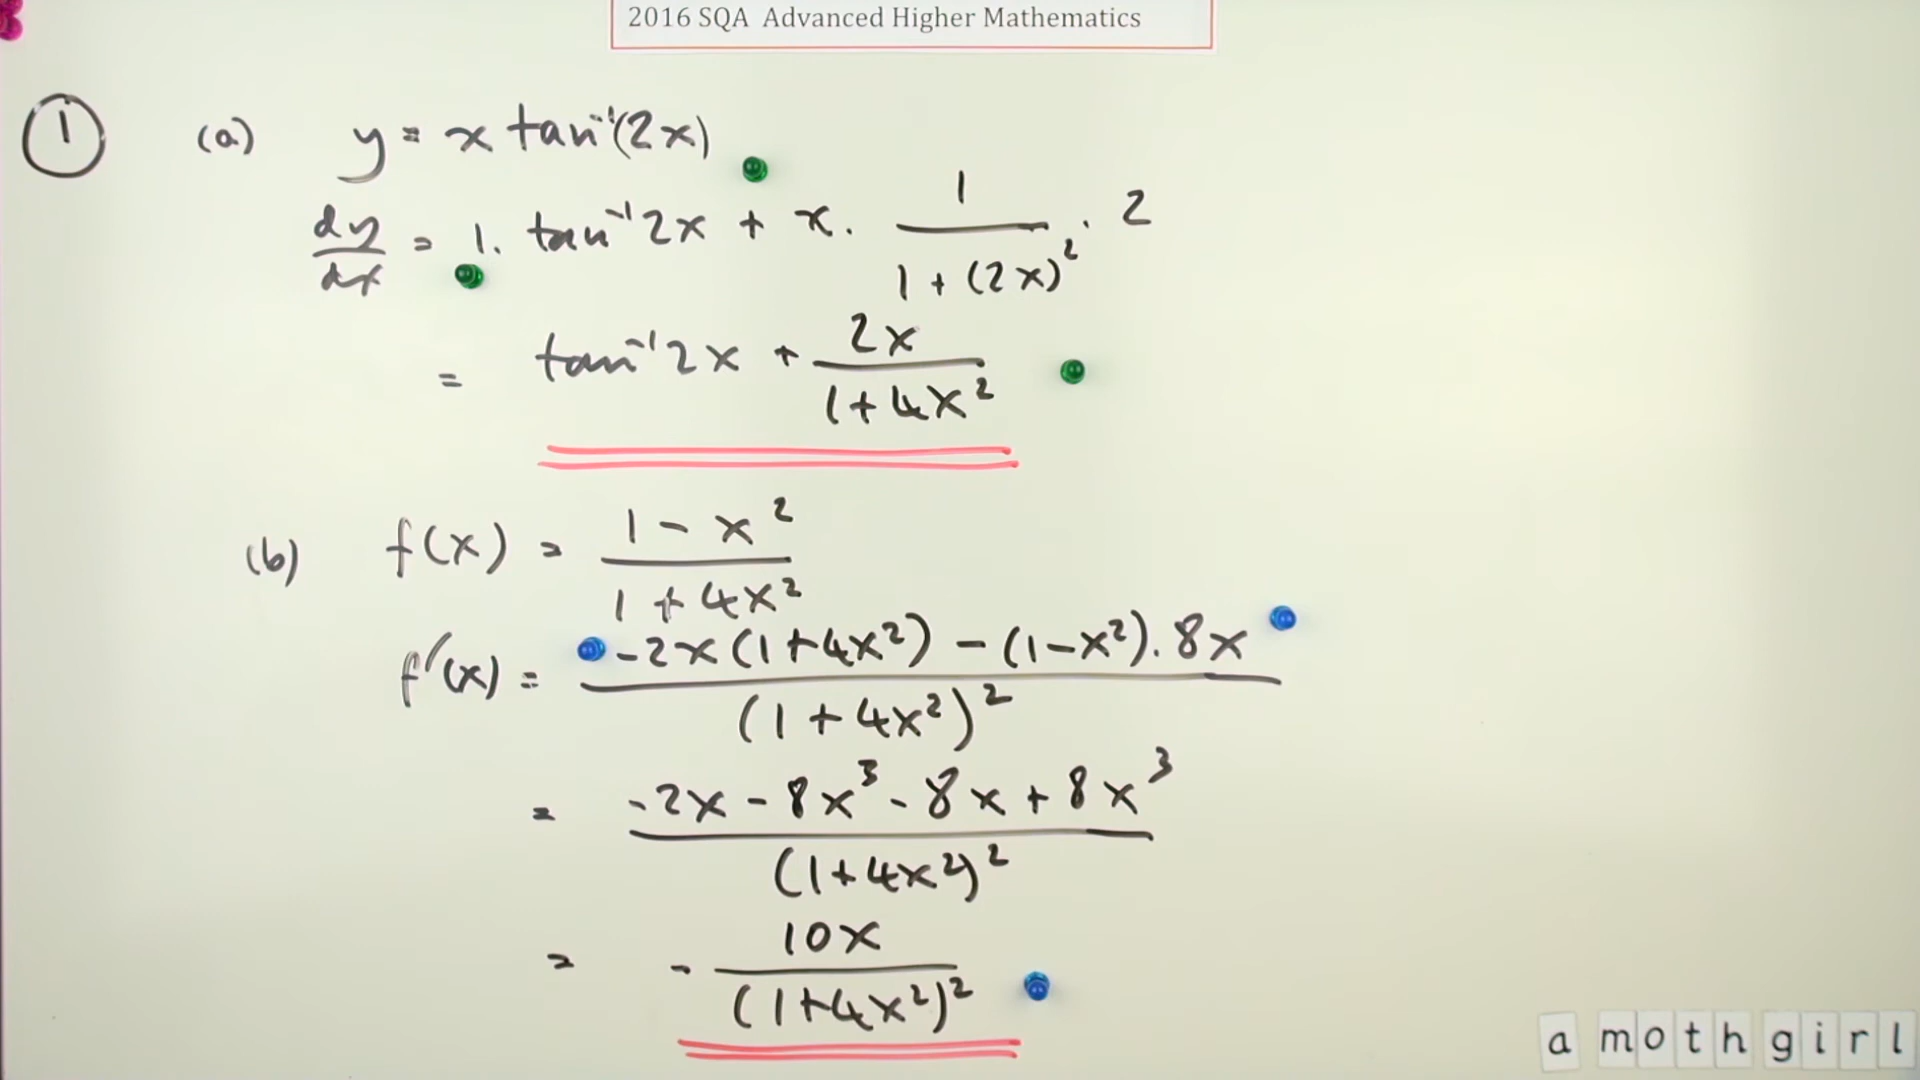 2016 SQA Advanced Higher Mathematics
1 (a) y = x tan⁻¹(2x)
dy/dx = 1. tan⁻¹2x + x. 1/(1 + (2x)²) . 2
= tan⁻¹2x + 2x/(1+4x²)
(b) f(x) = (1 - x²)/(1 + 4x²)
f'(x) = (-2x(1+4x²) - (1-x²). 8x)/(1 + 4x²)²
= (-2x - 8x³ - 8x + 8x³)/(1+4x²)²
= - 10x/(1+4x²)²
a mothgirl